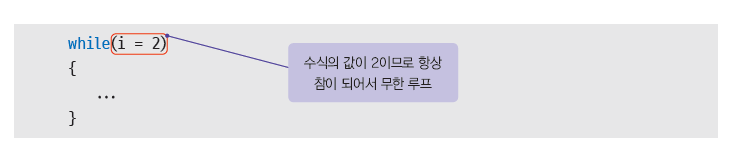 while(i = 2)
{
수식의 값이 2이므로 항상
참이 되어서 무한 루프
...
}